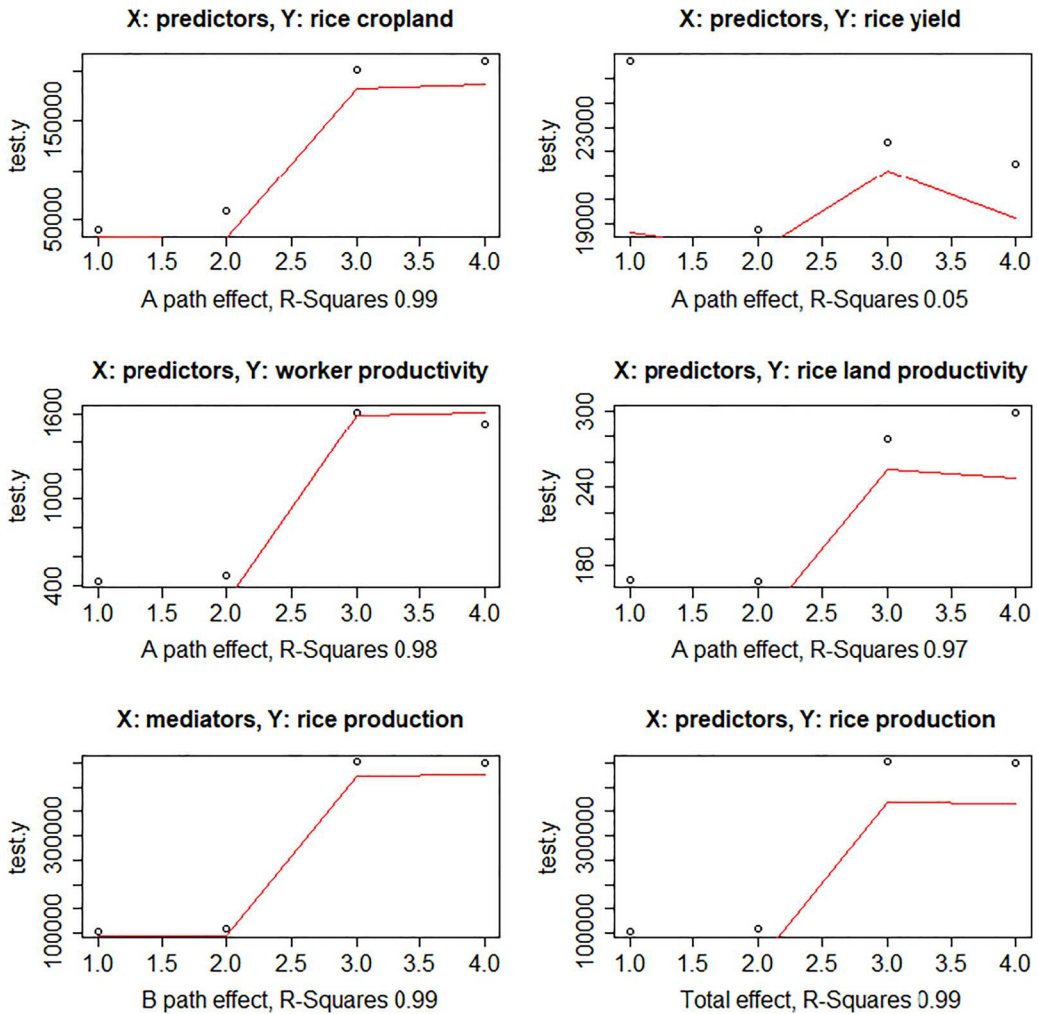 X: predictors, Y: rice cropland
test.y
50000
150000
1.0 1.5 2.0 2.5 3.0 3.5 4.0
A path effect, R-Squares 0.99
X: predictors, Y: rice yield
test.y
19000
23000
1.0 1.5 2.0 2.5 3.0 3.5 4.0
A path effect, R-Squares 0.05
X: predictors, Y: worker productivity
test.y
400
1000
1600
1.0 1.5 2.0 2.5 3.0 3.5 4.0
A path effect, R-Squares 0.98
X: predictors, Y: rice land productivity
test.y
180
240
300
1.0 1.5 2.0 2.5 3.0 3.5 4.0
A path effect, R-Squares 0.97
X: mediators, Y: rice production
test.y
100000
300000
1.0 1.5 2.0 2.5 3.0 3.5 4.0
B path effect, R-Squares 0.99
X: predictors, Y: rice production
test.y
100000
300000
1.0 1.5 2.0 2.5 3.0 3.5 4.0
Total effect, R-Squares 0.99